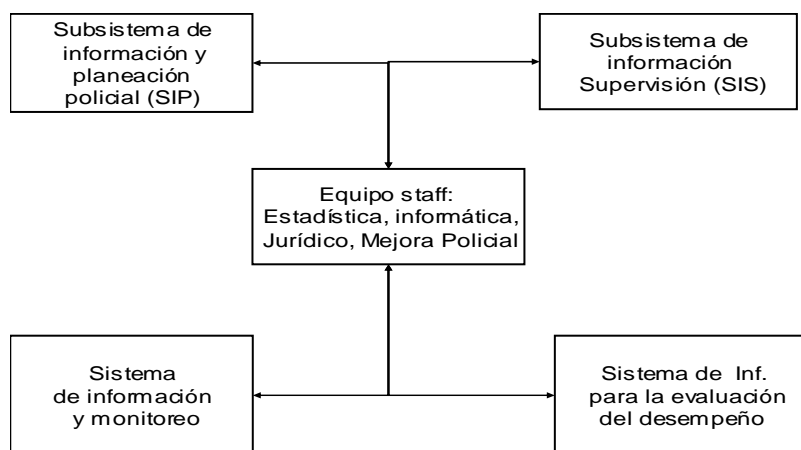 Subsistema de
información y
planeación
policial (SIP)
Subsistema de
información
Supervisión (SIS)
Equipo staff:
Estadística, informática,
Jurídico, Mejora Policial
Sistema
de información
y monitoreo
Sistema de Inf.
para la evaluación
del desempeño